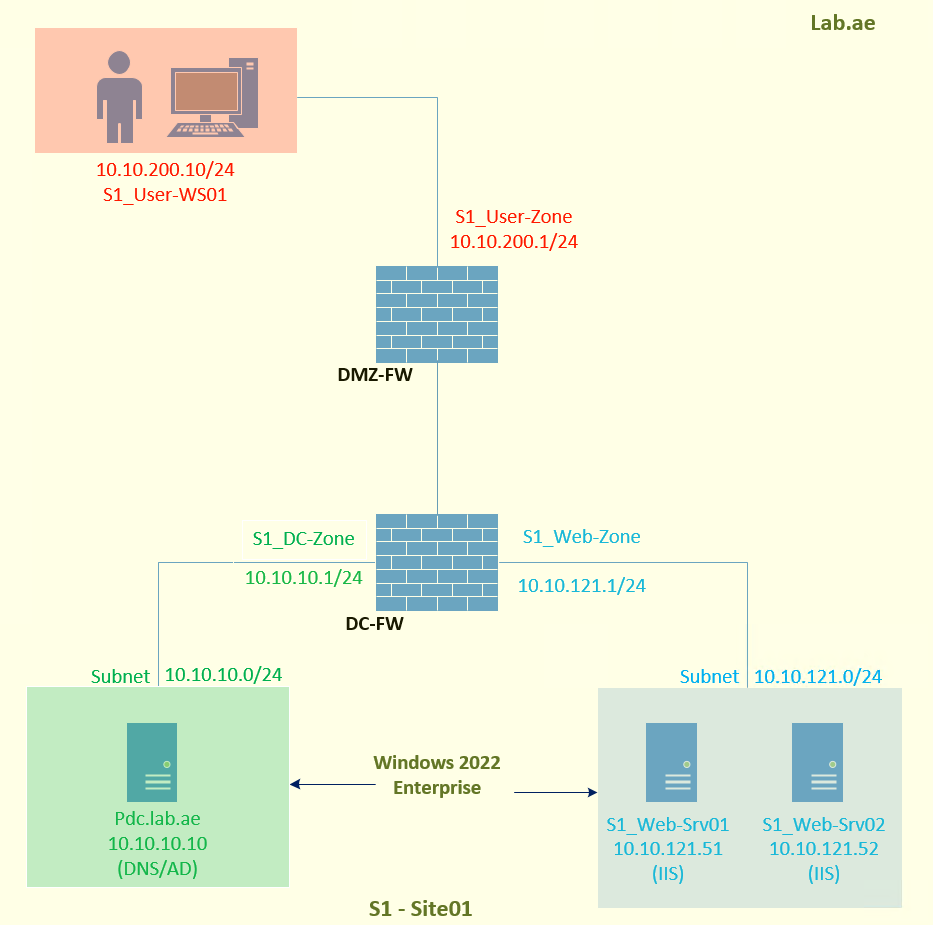 Lab.ae
10.10.200.10/24
S1_User-WS01
S1_User-Zone
10.10.200.1/24
DMZ-FW
S1_DC-Zone
10.10.10.1/24
S1_Web-Zone
10.10.121.1/24
DC-FW
Subnet 10.10.10.0/24
Subnet 10.10.121.0/24
Windows 2022
Enterprise
Pdc.lab.ae
10.10.10.10
(DNS/AD)
S1_Web-Srv01
10.10.121.51
(IIS)
S1_Web-Srv02
10.10.121.52
(IIS)
S1 - Site01